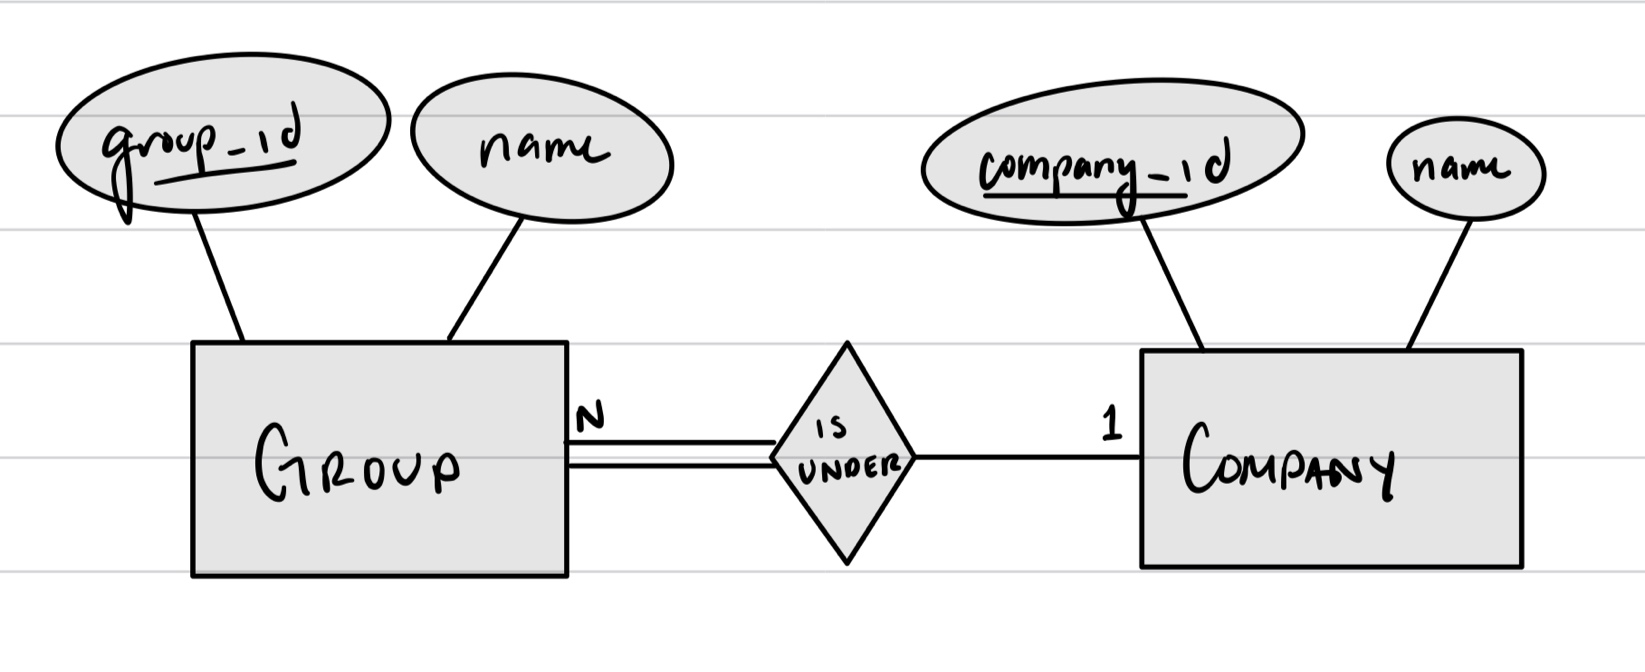 group_id
name
company_id
name
N
1
IS
UNDER
GROUP
COMPANY